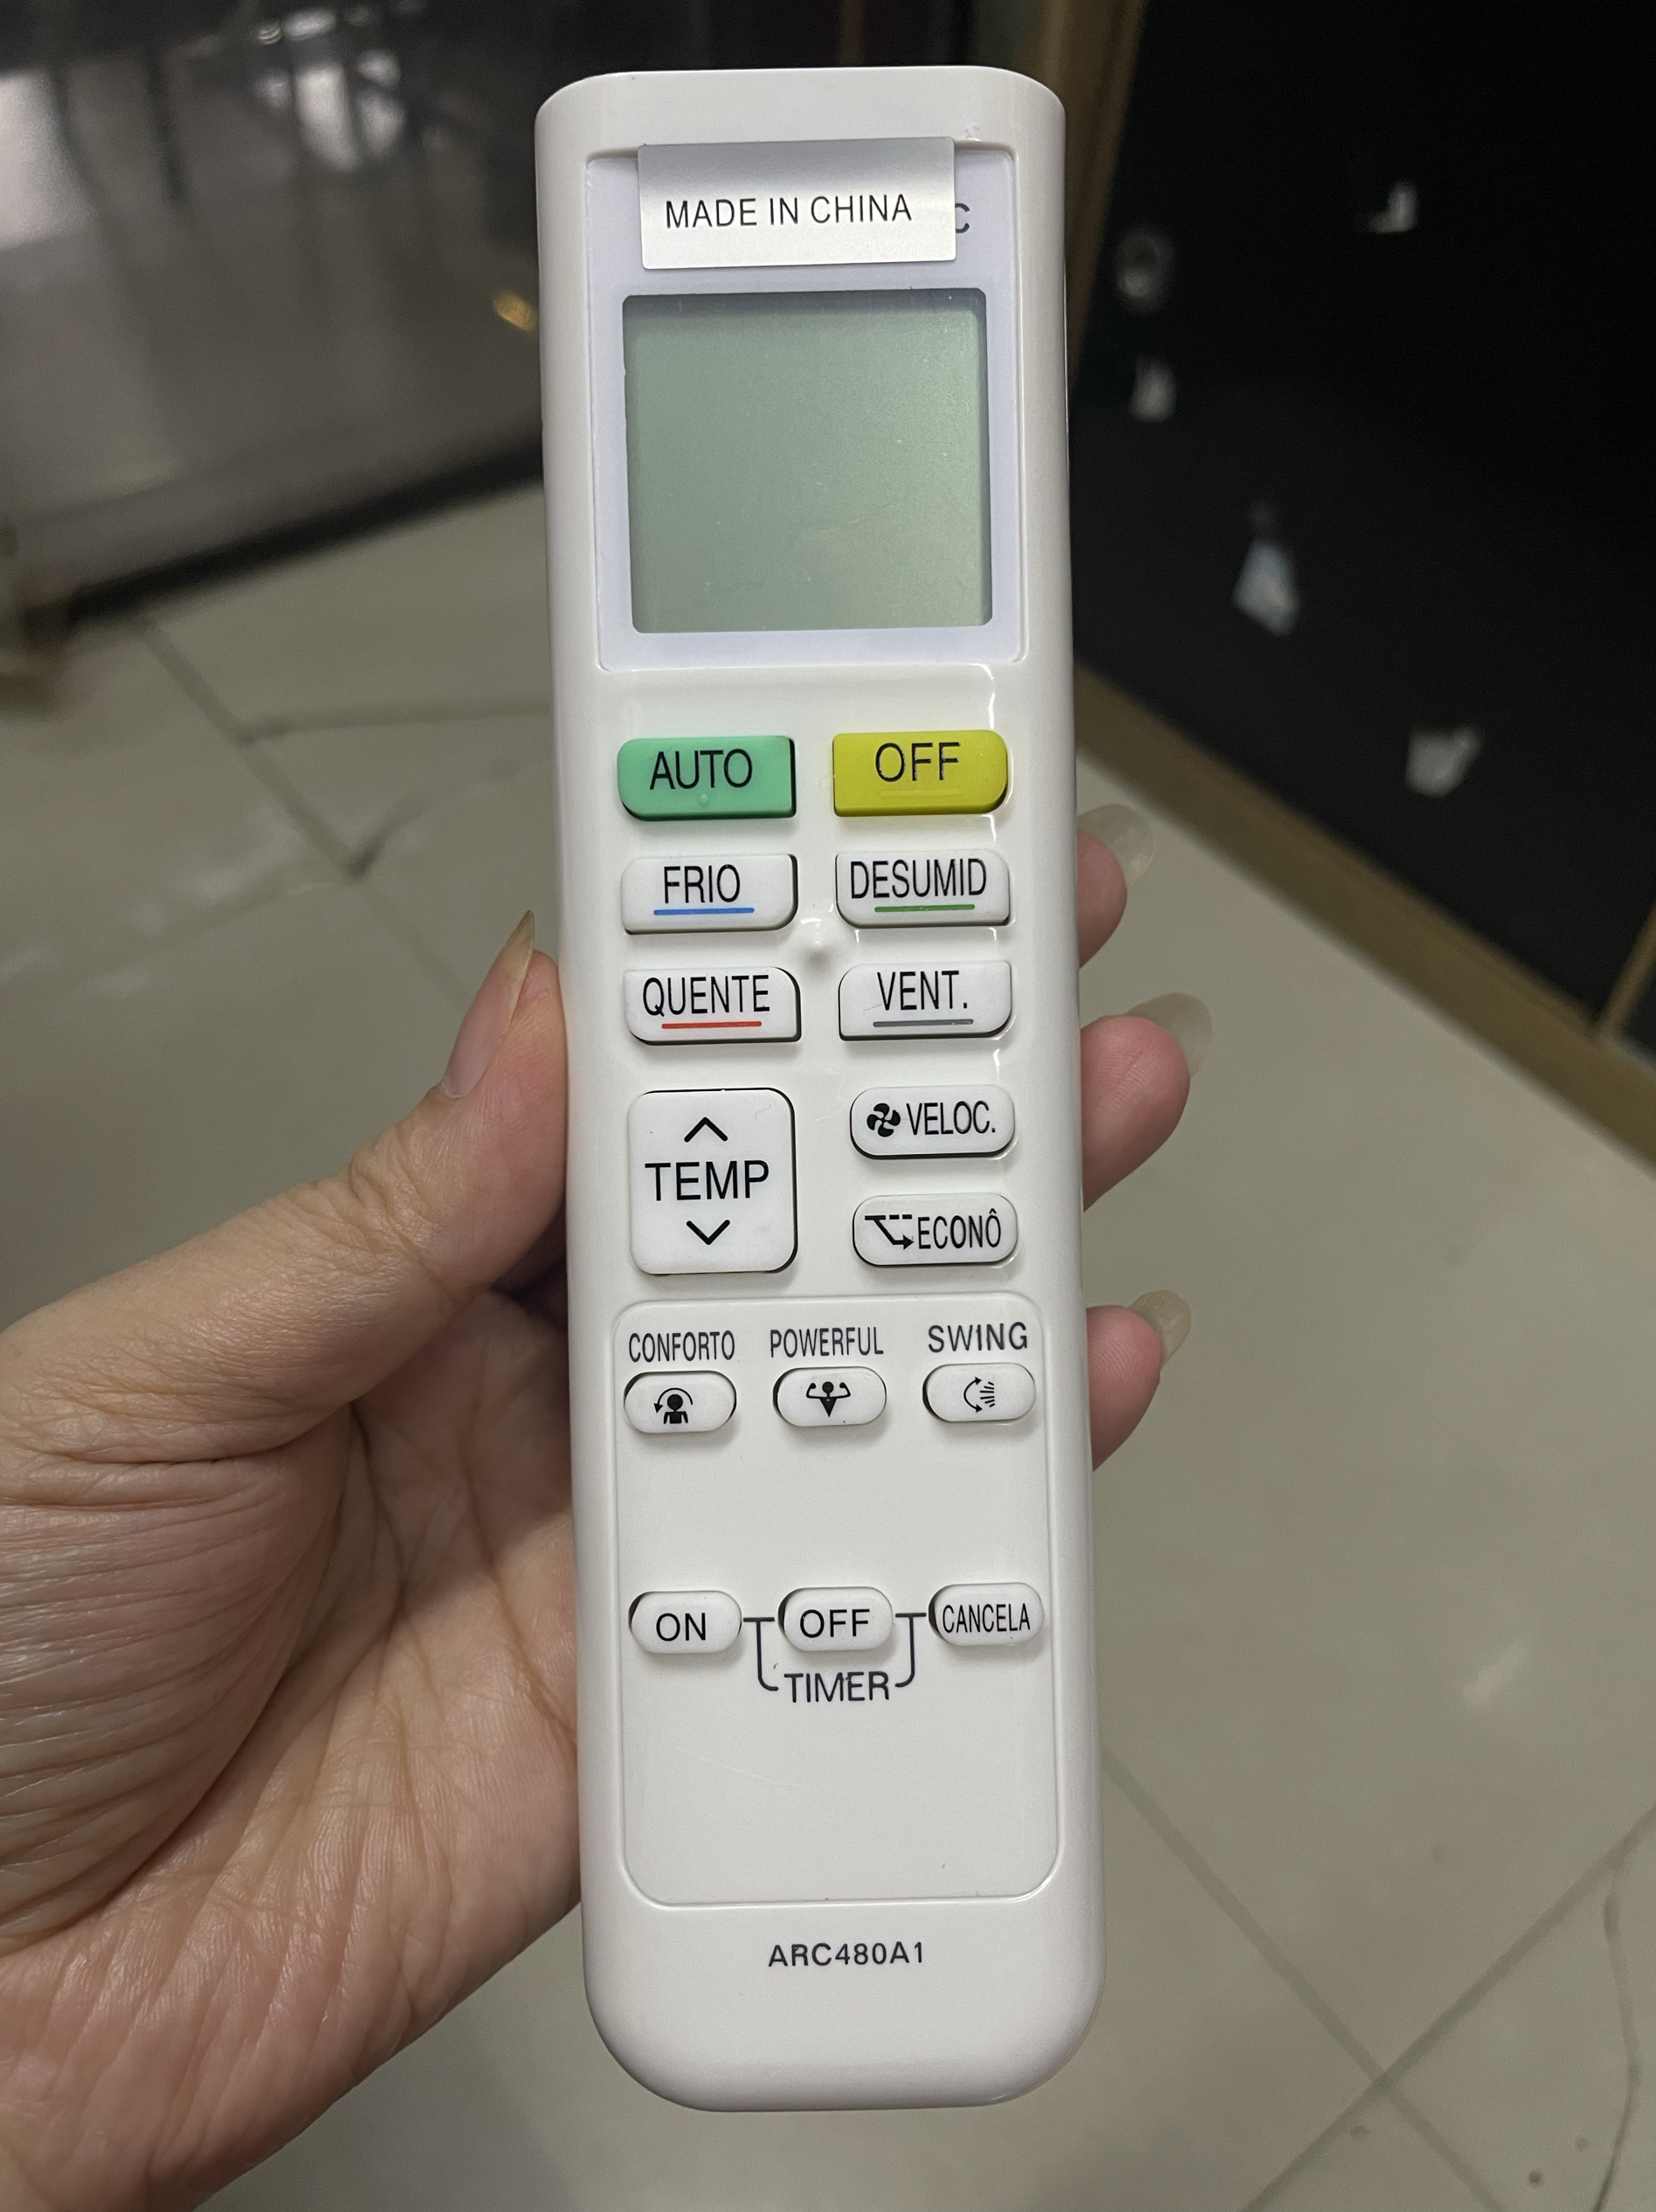 MADE IN CHINA
C
AUTO OFF
FRIO DESUMID
QUENTE VENT.
VELOC.
TEMP
ECONÔ
CONFORTO POWERFUL SWING
ON OFF CANCELA
TIMER
ARC480A1